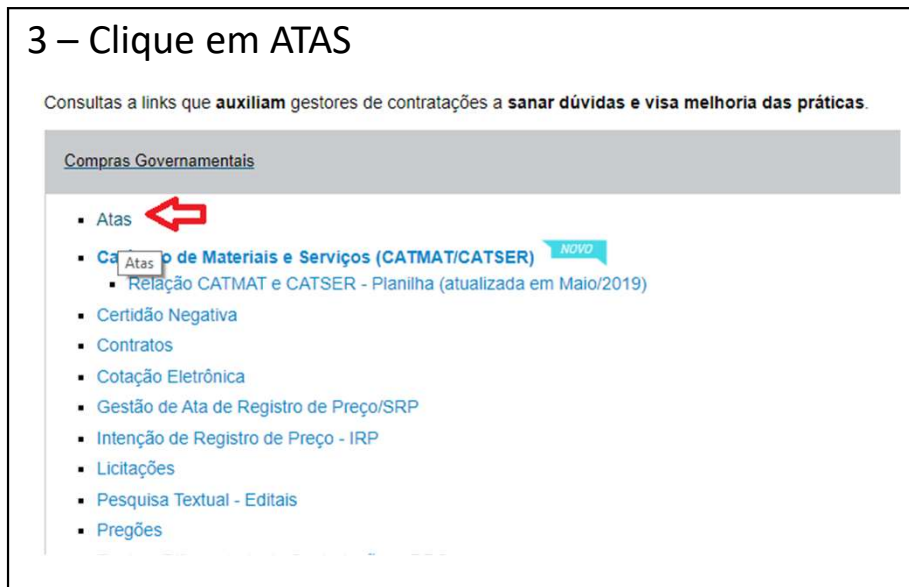 3 – Clique em ATAS
Consultas a links que auxiliam gestores de contratações a sanar dúvidas e visa melhoria das práticas.
Compras Governamentais
Atas
de Materiais e Serviços (CATMAT/CATSER) NOVO
Atas
Relação CATMAT e CATSER - Planilha (atualizada em Maio/2019)
Certidão Negativa
Contratos
Cotação Eletrônica
Gestão de Ata de Registro de Preço/SRP
Intenção de Registro de Preço - IRP
Licitações
Pesquisa Textual - Editais
Pregões